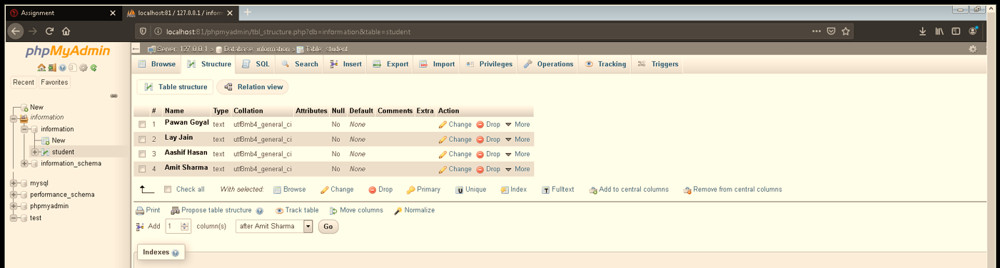 Assignment
localhost:81 / 127.0.0.1 / inform
localhost:81/phpmyadmin/tbl_structure.php?db=information&table=student
phpMyAdmin
Recent Favorites
New
information
information
New
student
information_schema
mysql
performance_schema
phpmyadmin
test
Server: 127.0.0.1 > Database: information > Table: student
Browse Structure SQL Search Insert Export Import Privileges Operations Tracking Triggers
Table structure Relation view
# Name Type Collation Attributes Null Default Comments Extra Action
1 Pawan Goyal text utf8mb4_general_ci No None Change Drop More
2 Lay Jain text utf8mb4_general_ci No None Change Drop More
3 Aashif Hasan text utf8mb4_general_ci No None Change Drop More
4 Amit Sharma text utf8mb4_general_ci No None Change Drop More
Check all With selected: Browse Change Drop Primary Unique Index Fulltext Add to central columns Remove from central columns
Print Propose table structure Track table Move columns Normalize
Add 1 column(s) after Amit Sharma Go
Indexes